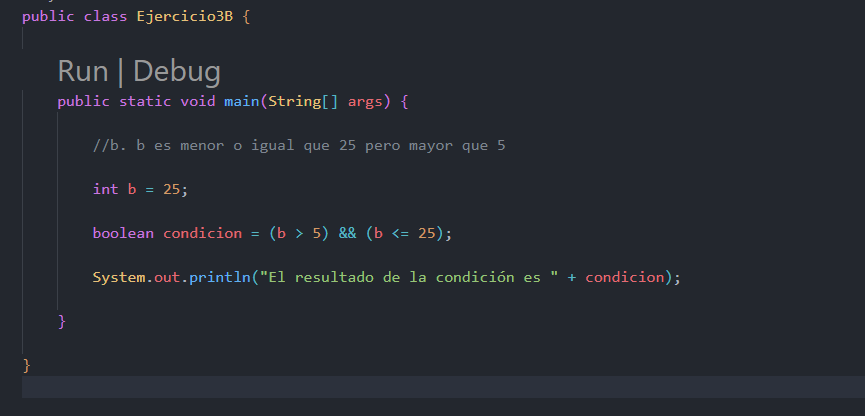 public class Ejercicio3B {
Run | Debug
public static void main(String[] args) {
//b. b es menor o igual que 25 pero mayor que 5
int b = 25;
boolean condicion = (b > 5) && (b <= 25);
System.out.println("El resultado de la condición es " + condicion);
}
}